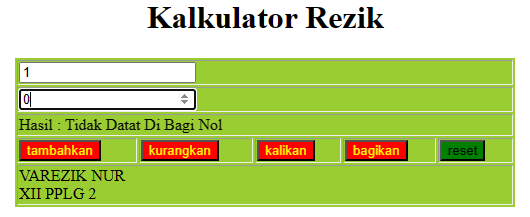 Kalkulator Rezik
1
0
Hasil : Tidak Datat Di Bagi Nol
tambahkan kurangkan kalikan bagikan reset
VAREZIK NUR
XII PPLG 2